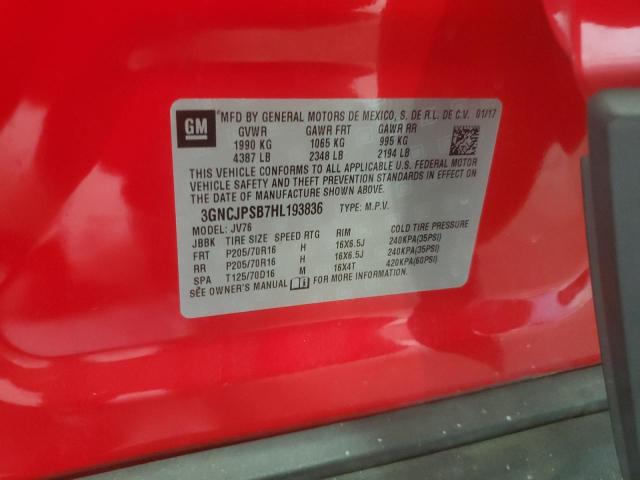 GM
MFD BY GENERAL MOTORS DE MEXICO, S. DE R.L. DE C.V. 01/17
GVWR GAWR FRT GAWR RR
1990 KG 1065 KG 995 KG
4387 LB 2348 LB 2194 LB
THIS VEHICLE CONFORMS TO ALL APPLICABLE U.S. FEDERAL MOTOR
VEHICLE SAFETY AND THEFT PREVENTION STANDARDS IN EFFECT ON
THE DATE OF MANUFACTURE SHOWN ABOVE.
3GNCJPSB7HL193836 TYPE: M.P.V.
MODEL: JV76
JBBK TIRE SIZE SPEED RTG RIM COLD TIRE PRESSURE
FRT P205/70R16 H 16X6.5J 240KPA(35PSI)
RR P205/70R16 H 16X6.5J 240KPA(35PSI)
SPA T125/70D16 M 16X4T 420KPA(60PSI)
SEE OWNER'S MANUAL FOR MORE INFORMATION.